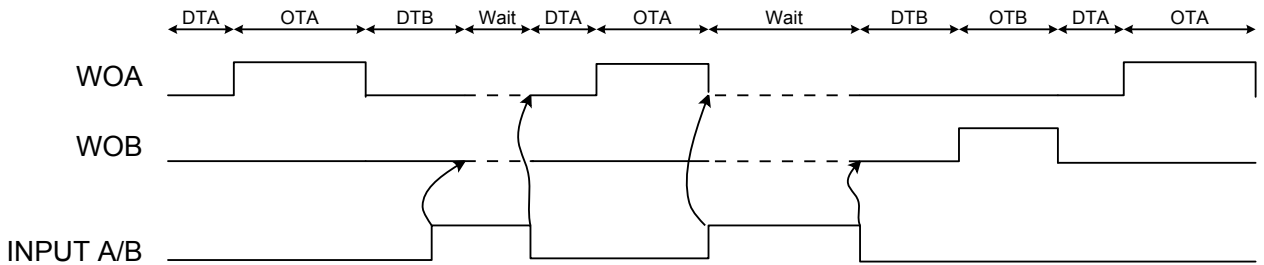 DTA OTA DTB Wait DTA OTA Wait DTB OTB DTA OTA
WOA
WOB
INPUT A/B